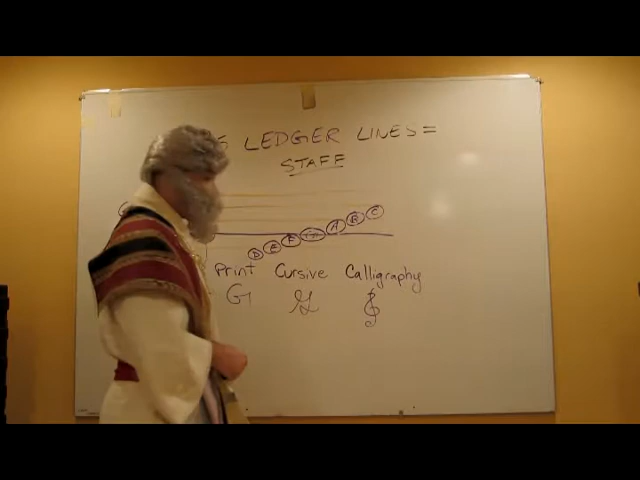 LEDGER LINES =
STAFF
D E F G A B C
Print Cursive Calligraphy
G G